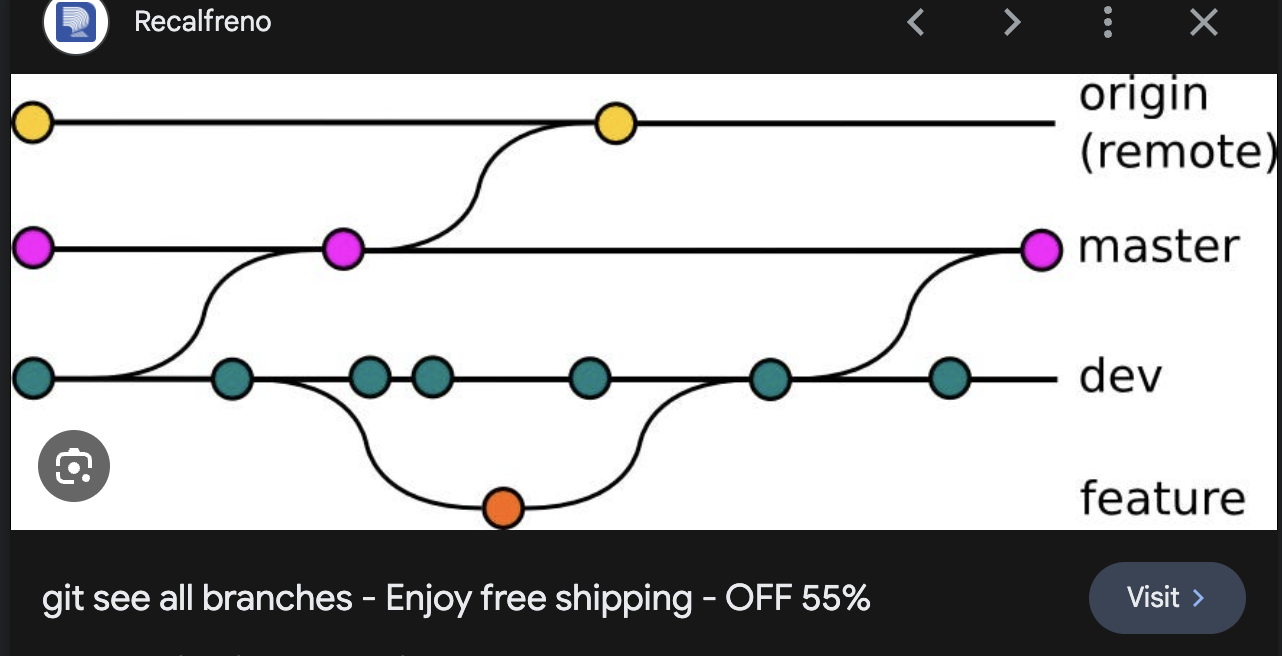 Recalfreno
origin
(remote)
master
dev
feature
git see all branches - Enjoy free shipping - OFF 55%
Visit